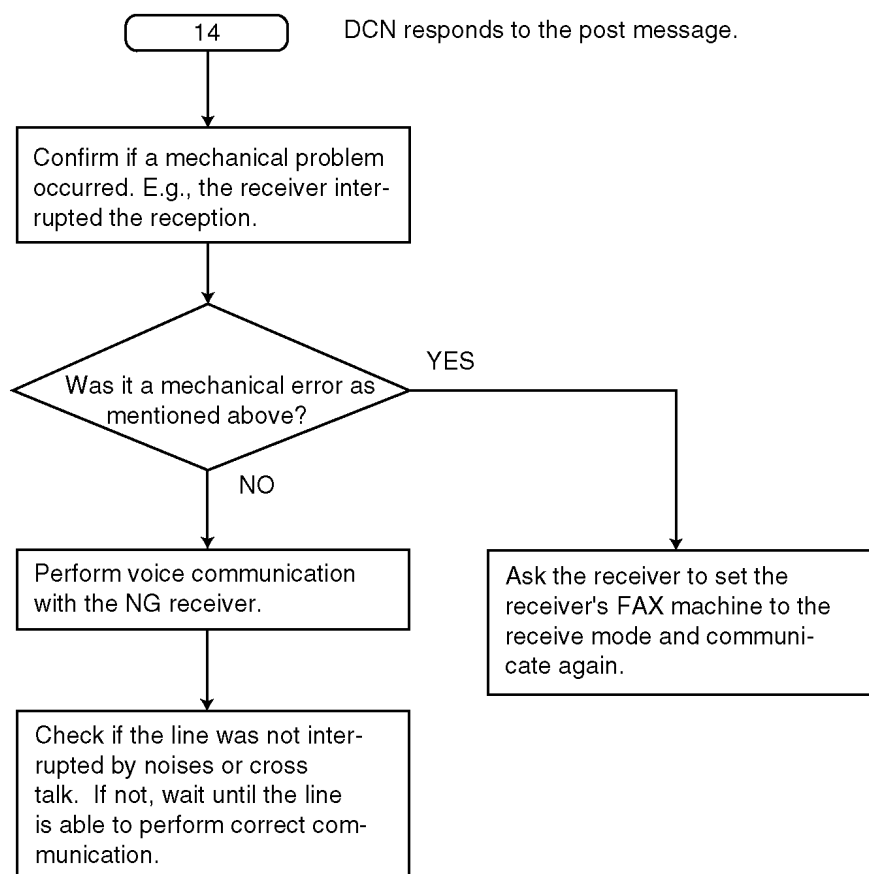 14
DCN responds to the post message.
Confirm if a mechanical problem
occurred. E.g., the receiver inter-
rupted the reception.
Was it a mechanical error as
mentioned above?
YES
NO
Perform voice communication
with the NG receiver.
Ask the receiver to set the
receiver's FAX machine to the
receive mode and communi-
cate again.
Check if the line was not inter-
rupted by noises or cross
talk.  If not, wait until the line
is able to perform correct com-
munication.